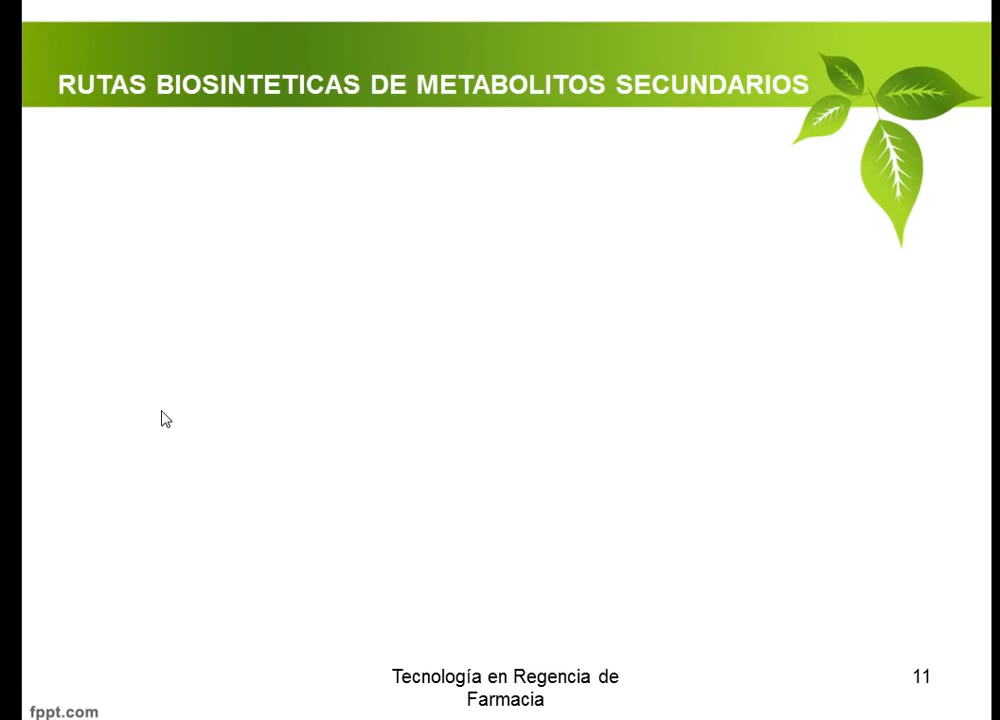 RUTAS BIOSINTETICAS DE METABOLITOS SECUNDARIOS
Tecnología en Regencia de
Farmacia
11
fppt.com